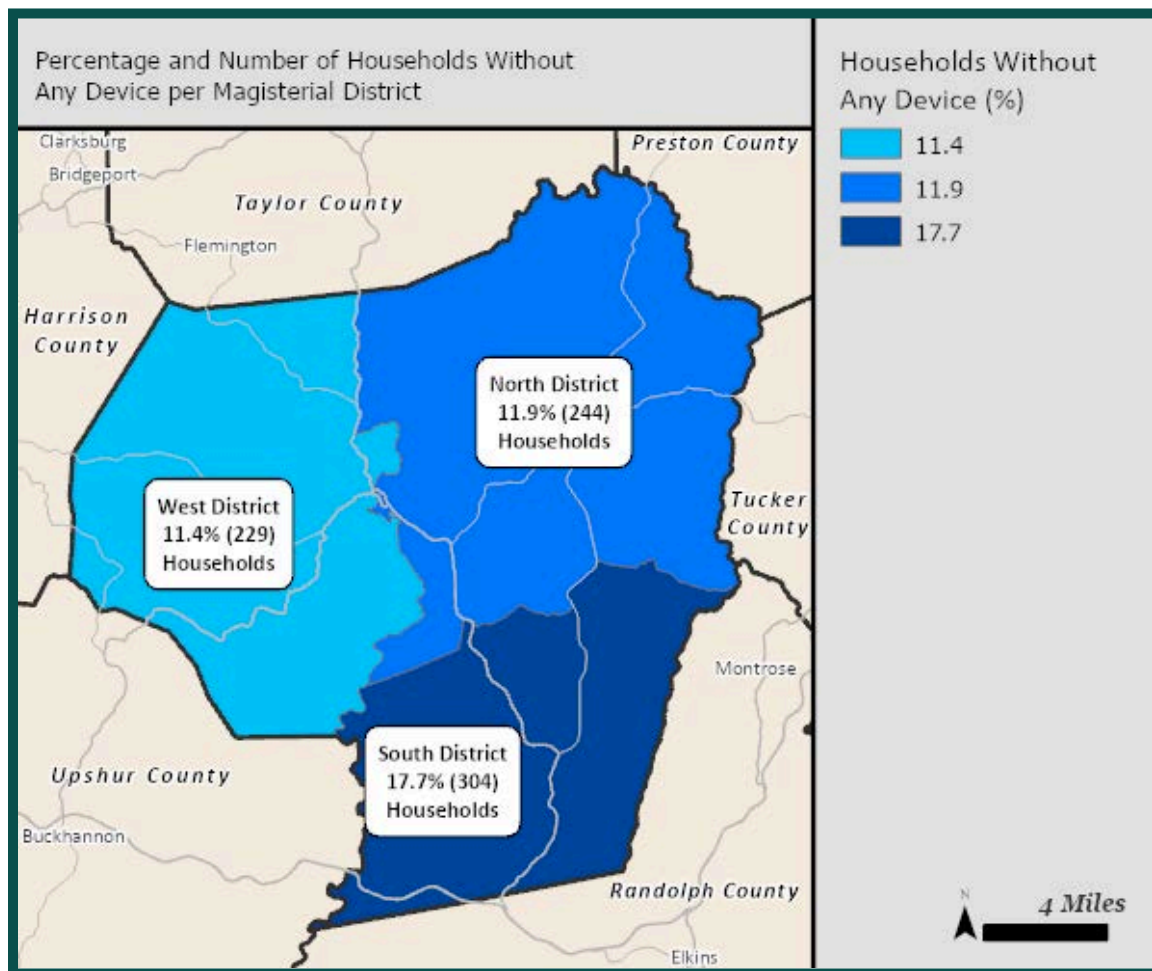 Percentage and Number of Households Without
Any Device per Magisterial District
Households Without
Any Device (%)
11.4
11.9
17.7
Clarksburg
Bridgeport
Preston County
Taylor County
Flemington
Harrison
County
North District
11.9% (244)
Households
West District
11.4% (229)
Households
Tucker
County
Montrose
South District
17.7% (304)
Households
Upshur County
Buckhannon
Randolph County
Elkins
N
4 Miles